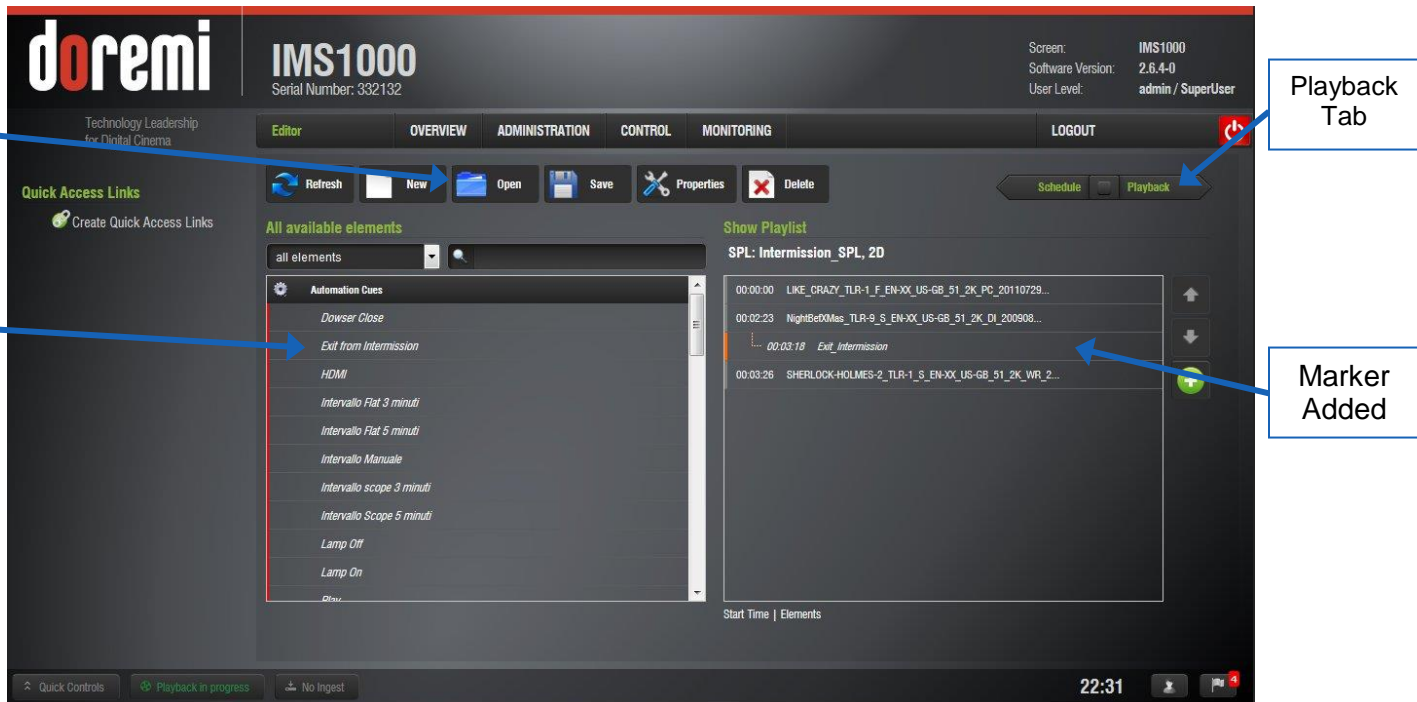 doremi
Technology Leadership
for Digital Cinema
IMS1000
Serial Number: 332132
Screen: IMS1000
Software Version: 2.6.4-0
User Level: admin / SuperUser
Playback
Tab
Editor OVERVIEW ADMINISTRATION CONTROL MONITORING LOGOUT
Quick Access Links
Create Quick Access Links
Refresh New Open Save Properties Delete
Schedule Playback
All available elements
all elements
Automation Cues
Dowser Close
Exit from Intermission
HDMI
Intervallo Flat 3 minuti
Intervallo Flat 5 minuti
Intervallo Manuale
Intervallo scope 3 minuti
Intervallo Scope 5 minuti
Lamp Off
Lamp On
Play
Show Playlist
SPL: Intermission_SPL, 2D
00:00:00 LIKE_CRAZY_TLR-1_F_EN-XX_US-GB_51_2K_PC_20110729...
00:02:23 NightBefXMas_TLR-9_S_EN-XX_US-GB_51_2K_DI_200908...
00:03:18 Exit_Intermission
00:03:26 SHERLOCK-HOLMES-2_TLR-1_S_EN-XX_US-GB_51_2K_WR_2...
Start Time | Elements
Marker
Added
Quick Controls Playback in progress No Ingest 22:31 4